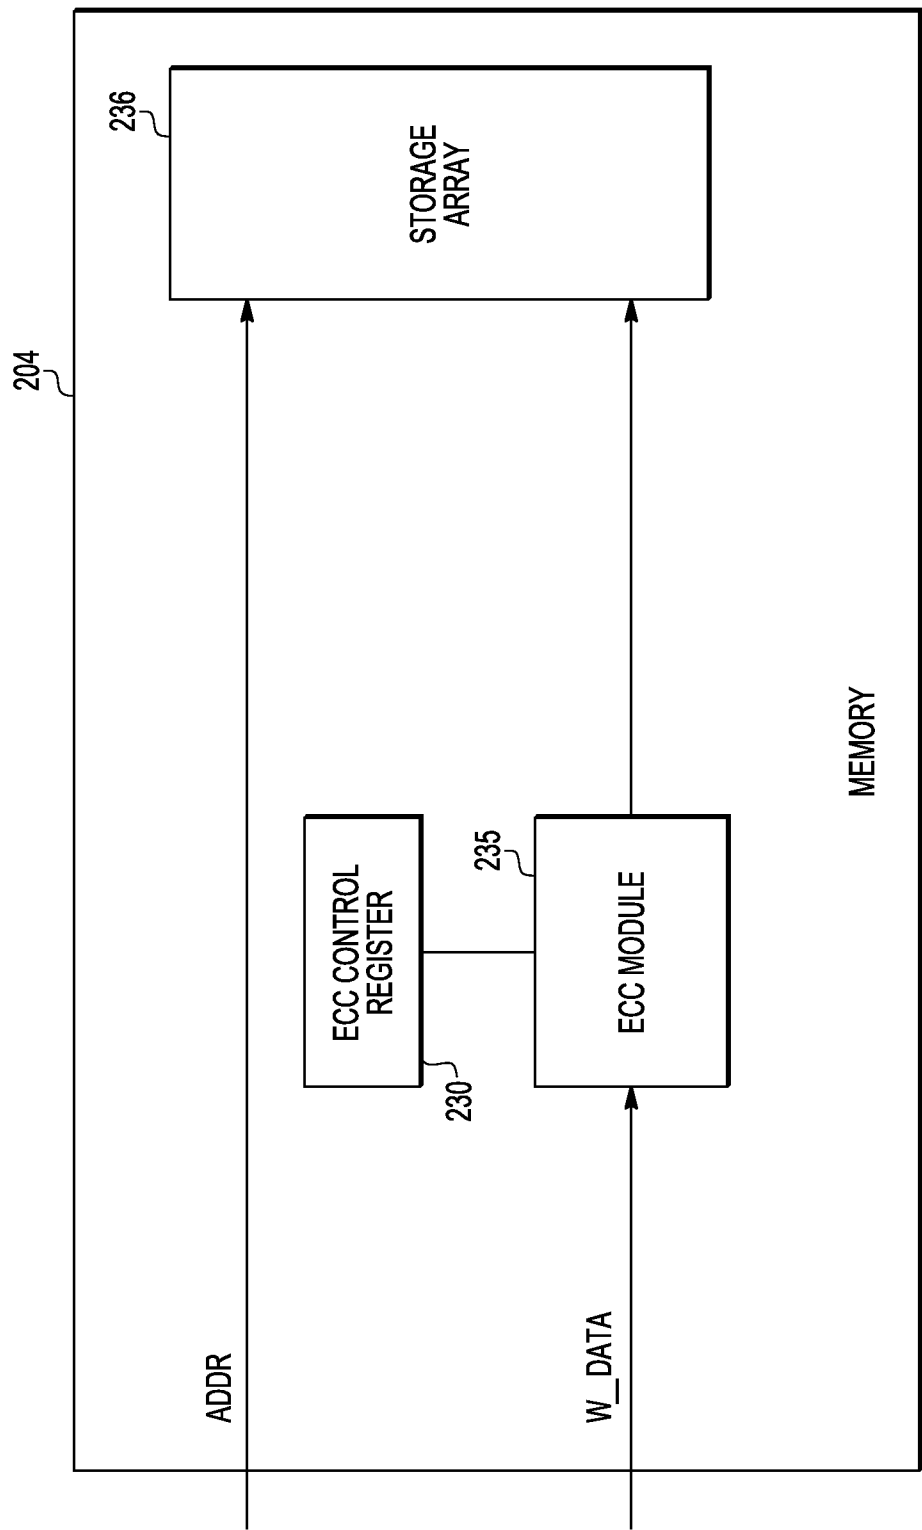 204
236
ADDR
STORAGE
ARRAY
ECC CONTROL
REGISTER
230
235
W_DATA
ECC MODULE
MEMORY